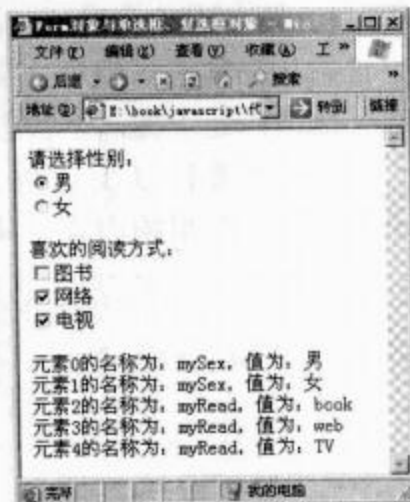 Form对象与单选框、复选框对象 - Mic
文件(F) 编辑(E) 查看(V) 收藏(A) 工 »
后退 搜索 »
地址(D) E:\book\javascript\代 转到 链接
请选择性别：
男
女
喜欢的阅读方式：
图书
网络
电视
元素0的名称为：mySex，值为：男
元素1的名称为：mySex，值为：女
元素2的名称为：myRead，值为：book
元素3的名称为：myRead，值为：web
元素4的名称为：myRead，值为：TV
完毕 我的电脑